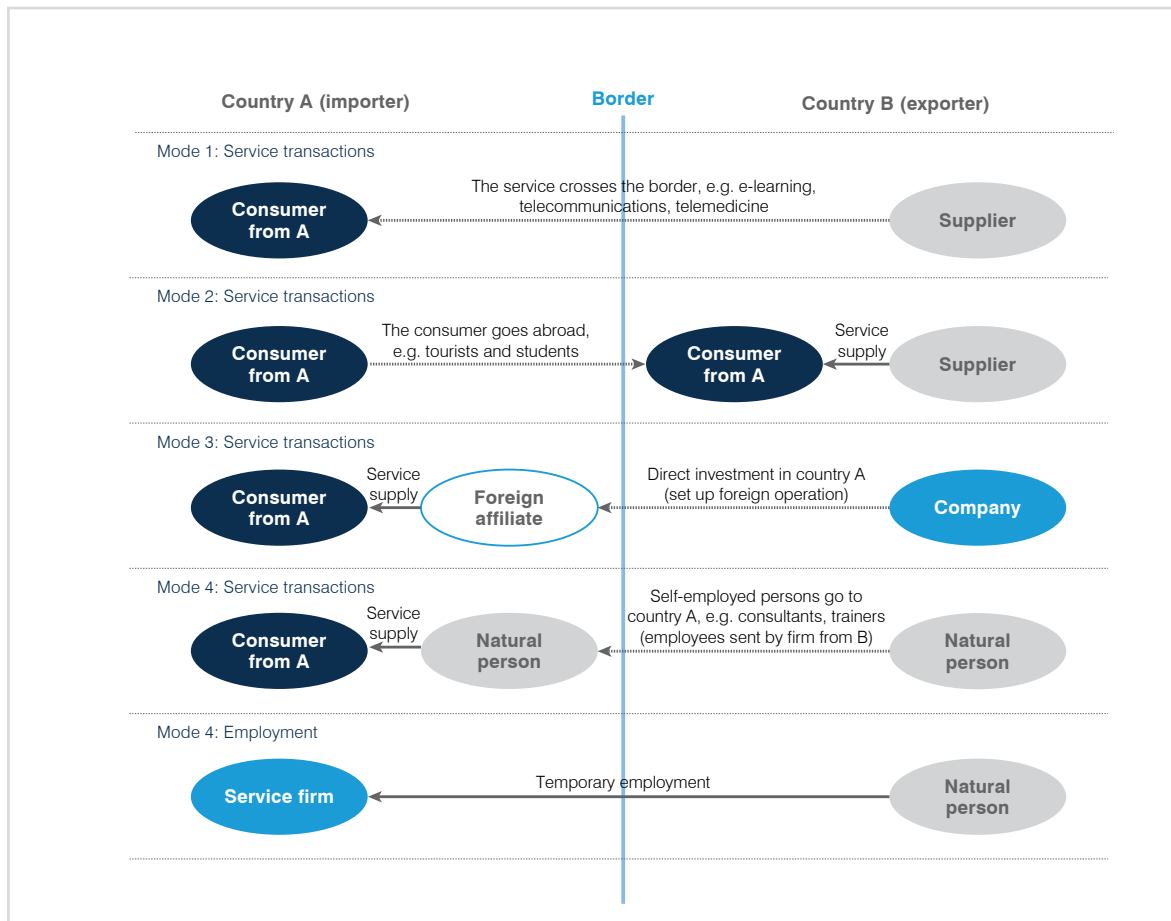 Country A (importer)
Border
Country B (exporter)
Mode 1: Service transactions
Consumer
from A
The service crosses the border, e.g. e-learning,
telecommunications, telemedicine
Supplier
Mode 2: Service transactions
Consumer
from A
The consumer goes abroad,
e.g. tourists and students
Consumer
from A
Service
supply
Supplier
Mode 3: Service transactions
Consumer
from A
Service
supply
Foreign
affiliate
Direct investment in country A
(set up foreign operation)
Company
Mode 4: Service transactions
Consumer
from A
Service
supply
Natural
person
Self-employed persons go to
country A, e.g. consultants, trainers
(employees sent by firm from B)
Natural
person
Mode 4: Employment
Service firm
Temporary employment
Natural
person